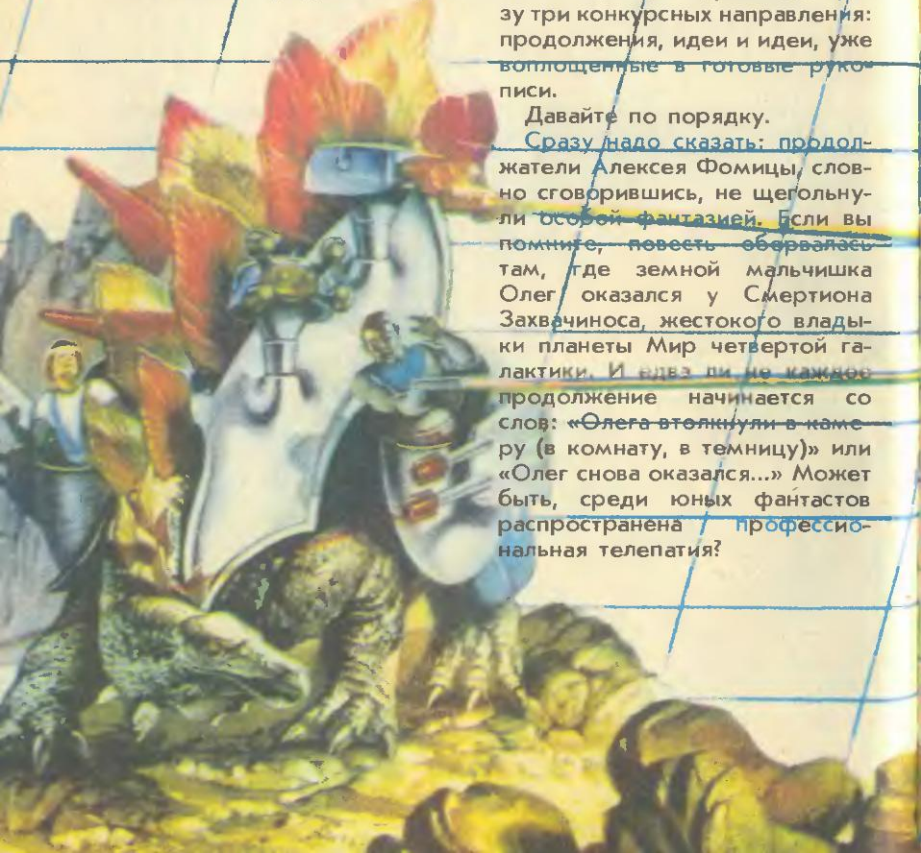 зу три конкурсных направления:
продолжения, идеи и идеи, уже
воплощенные в готовые руко-
писи.
Давайте по порядку.
Сразу надо сказать: продол-
жатели Алексея Фомицы, слов-
но сговорившись, не щегольну-
ли особой фантазией. Если вы
помните, повесть оборвалась
там, где земной мальчишка
Олег оказался у Смертиона
Захвачиноса, жестокого влады-
ки планеты Мир четвертой га-
лактики. И едва ли не каждое
продолжение начинается со
слов: «Олега втолкнули в каме-
ру (в комнату, в темницу)» или
«Олег снова оказался...» Может
быть, среди юных фантастов
распространена профессио-
нальная телепатия?